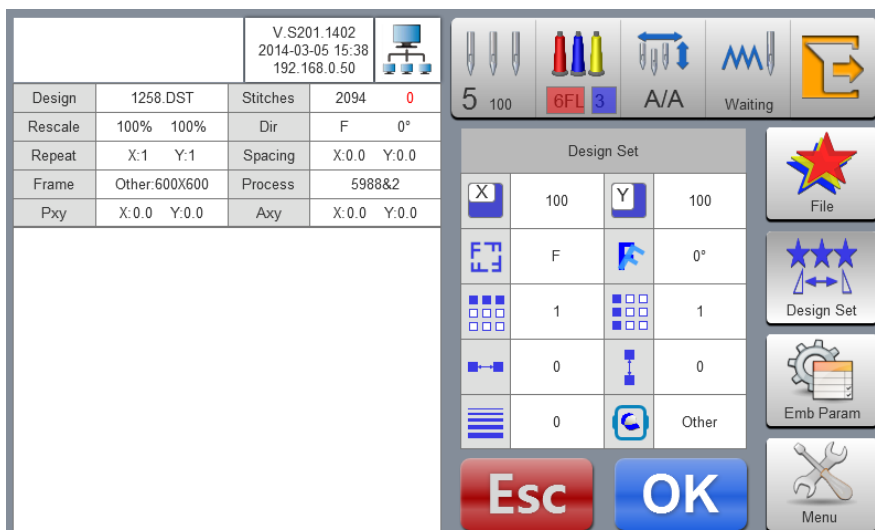 V.S201.1402
2014-03-05 15:38
192.168.0.50
Design 1258.DST Stitches 2094 0
Rescale 100% 100% Dir F 0°
Repeat X:1 Y:1 Spacing X:0.0 Y:0.0
Frame Other:600X600 Process 5988&2
Pxy X:0.0 Y:0.0 Axy X:0.0 Y:0.0
5 100 6FL 3 A/A Waiting
Design Set
X 100 Y 100
F 0°
1 1
0 0
0 Other
Esc OK
File
Design Set
Emb Param
Menu